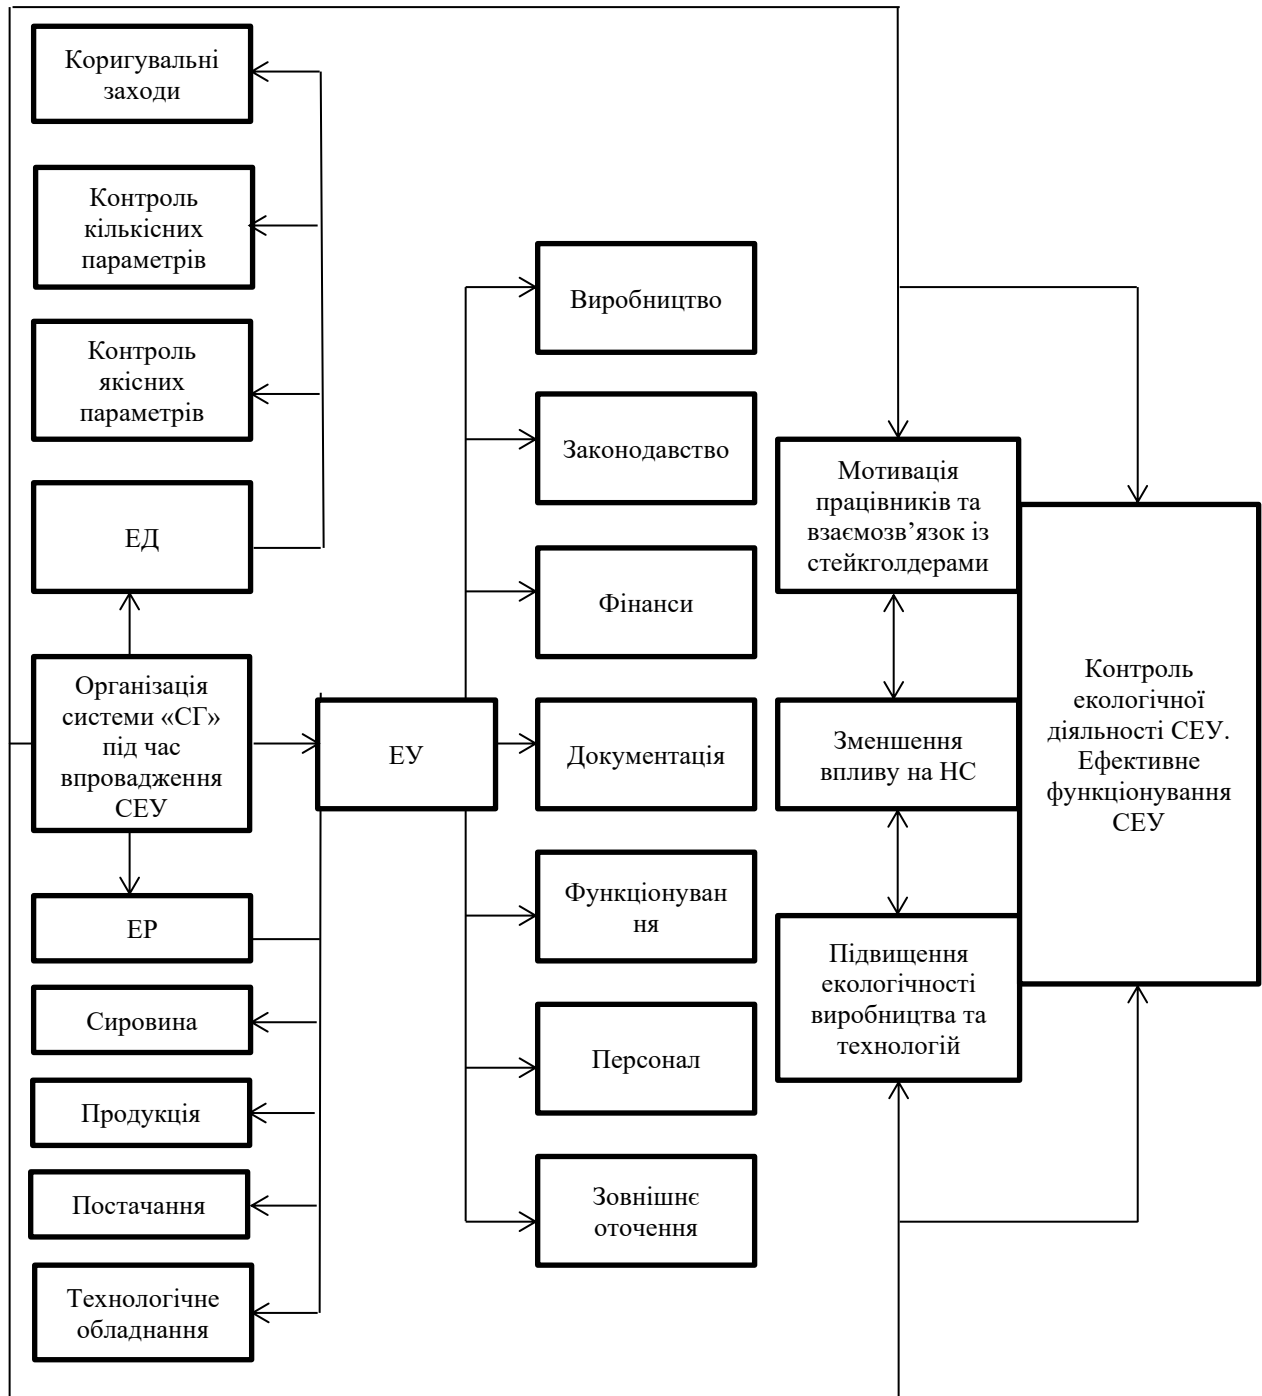 Коригувальні
заходи
Контроль
кількісних
параметрів
Контроль
якісних
параметрів
ЕД
Організація
системи «СГ»
під час
впровадження
СЕУ
ЕР
Сировина
Продукція
Постачання
Технологічне
обладнання
ЕУ
Виробництво
Законодавство
Фінанси
Документація
Функціонуван
ня
Персонал
Зовнішнє
оточення
Мотивація
працівників та
взаємозв’язок із
стейкголдерами
Зменшення
впливу на НС
Підвищення
екологічності
виробництва та
технологій
Контроль
екологічної
діяльності СЕУ.
Ефективне
функціонування
СЕУ